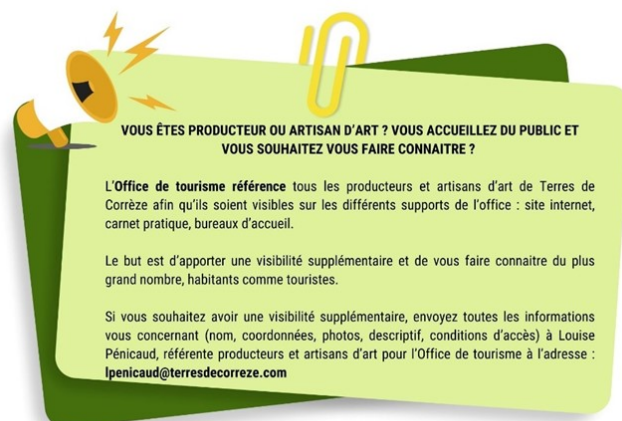 VOUS ÊTES PRODUCTEUR OU ARTISAN D'ART ? VOUS ACCUEILLEZ DU PUBLIC ET
VOUS SOUHAITEZ VOUS FAIRE CONNAITRE ?
L'Office de tourisme référence tous les producteurs et artisans d'art de Terres de
Corrèze afin qu'ils soient visibles sur les différents supports de l'office : site internet,
carnet pratique, bureaux d'accueil.
Le but est d'apporter une visibilité supplémentaire et de vous faire connaitre du plus
grand nombre, habitants comme touristes.
Si vous souhaitez avoir une visibilité supplémentaire, envoyez toutes les informations
vous concernant (nom, coordonnées, photos, descriptif, conditions d'accès) à Louise
Pénicaud, référente producteurs et artisans d'art pour l'Office de tourisme à l'adresse :
lpenicaud@terresdecorreze.com